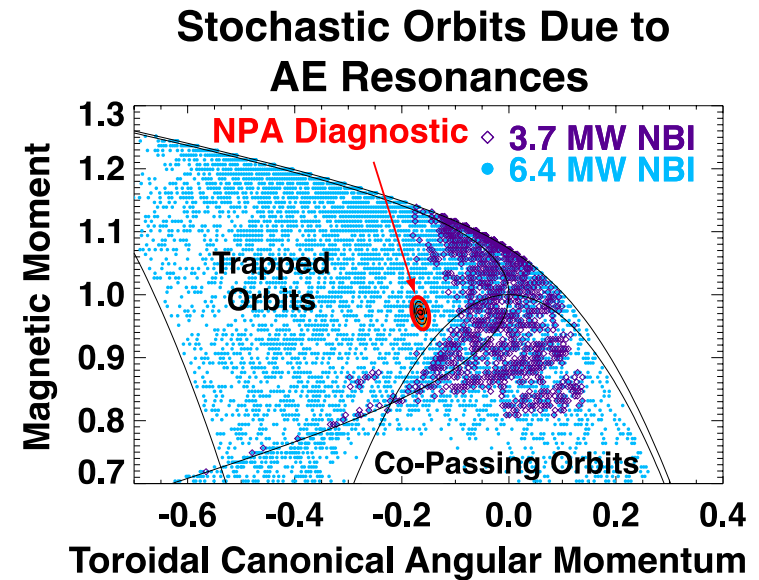 Stochastic Orbits Due to
AE Resonances
NPA Diagnostic
3.7 MW NBI
6.4 MW NBI
Trapped
Orbits
Co-Passing Orbits
Magnetic Moment
1.3
1.2
1.1
1.0
0.9
0.8
0.7
-0.6 -0.4 -0.2 0.0 0.2 0.4
Toroidal Canonical Angular Momentum